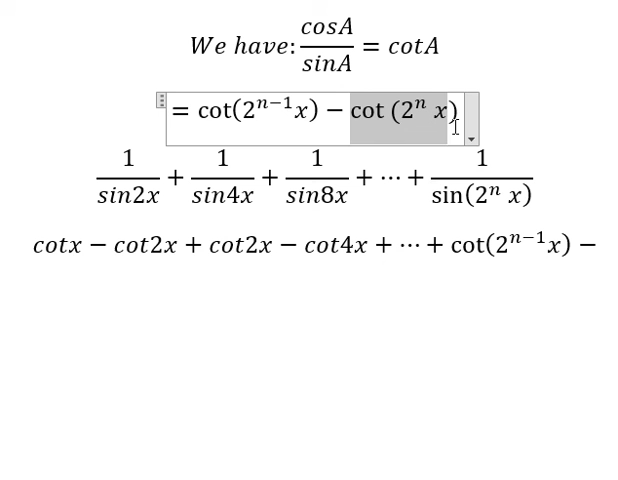 We have: cosA/sinA = cotA
= cot(2^{n−1}x) − cot (2^n x)
1/sin2x + 1/sin4x + 1/sin8x + ⋯ + 1/sin(2^n x)
cotx − cot2x + cot2x − cot4x + ⋯ + cot(2^{n−1}x) −